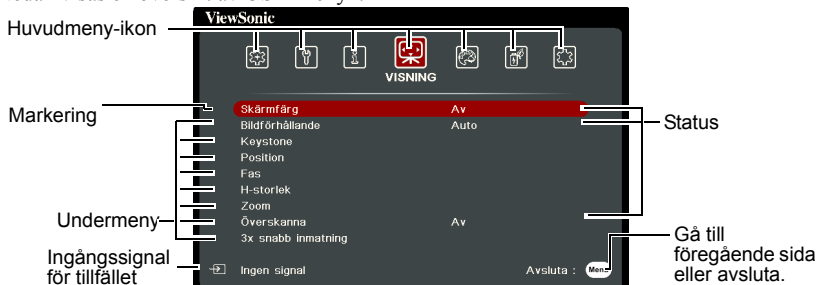 ViewSonic
Huvudmeny-ikon
VISNING
Markering
Skärmfärg Av
Bildförhållande Auto
Status
Keystone
Position
Fas
H-storlek
Zoom
Undermeny
Överskanna Av
3x snabb inmatning
Gå till
föregående sida
eller avsluta.
Ingångssignal
för tillfället
Ingen signal
Avsluta :